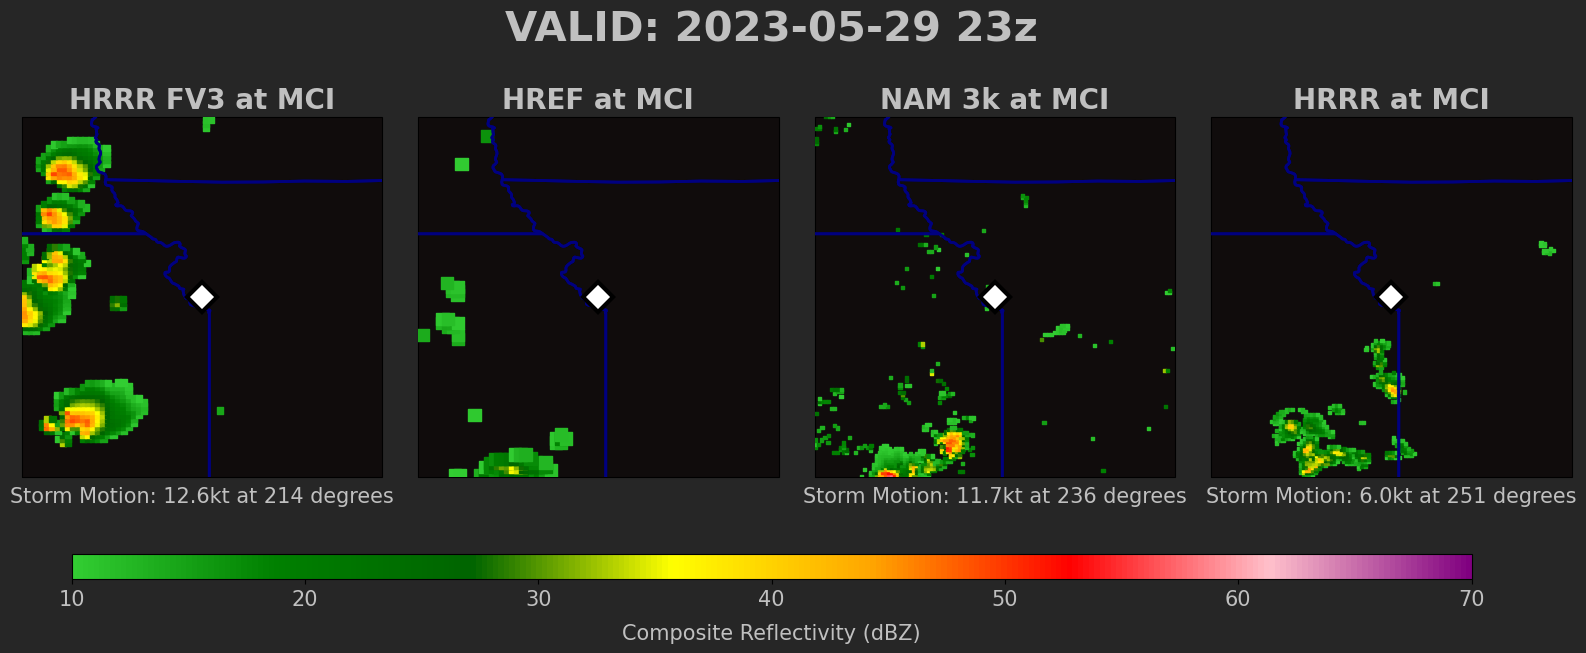 VALID: 2023-05-29 23z
HRRR FV3 at MCI
HREF at MCI
NAM 3k at MCI
HRRR at MCI
Storm Motion: 12.6kt at 214 degrees
Storm Motion: 11.7kt at 236 degrees
Storm Motion: 6.0kt at 251 degrees
10 20 30 40 50 60 70
Composite Reflectivity (dBZ)